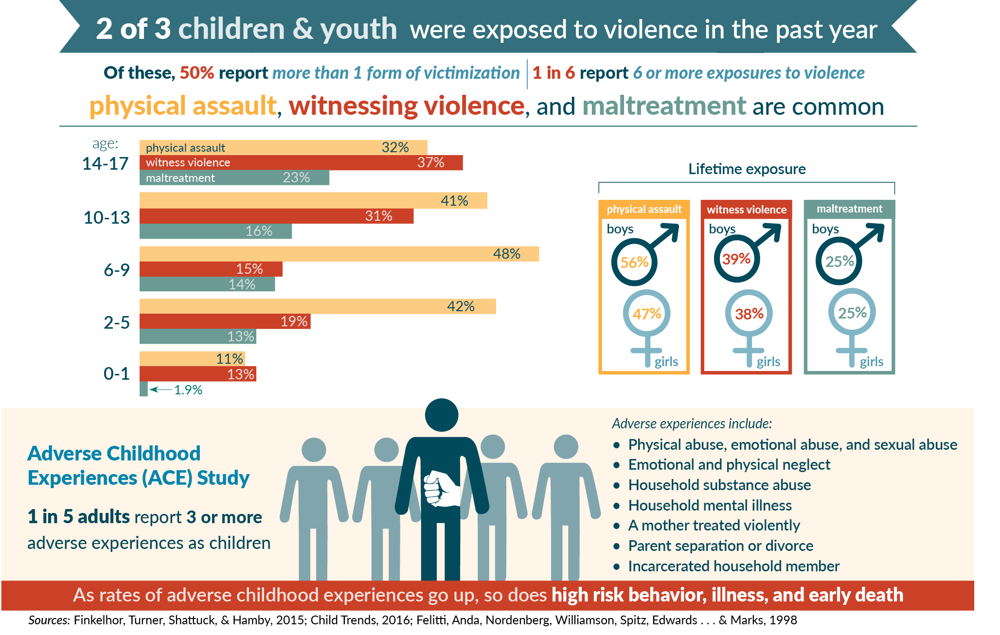 2 of 3 children & youth were exposed to violence in the past year
Of these, 50% report more than 1 form of victimization
1 in 6 report 6 or more exposures to violence
physical assault, witnessing violence, and maltreatment are common
age:
14-17
physical assault 32%
witness violence 37%
maltreatment 23%
10-13
41%
31%
16%
6-9
48%
15%
14%
2-5
42%
19%
13%
0-1
11%
13%
1.9%
Lifetime exposure
physical assault
boys
56%
47%
girls
witness violence
boys
39%
38%
girls
maltreatment
boys
25%
25%
girls
Adverse Childhood
Experiences (ACE) Study
1 in 5 adults report 3 or more
adverse experiences as children
Adverse experiences include:
• Physical abuse, emotional abuse, and sexual abuse
• Emotional and physical neglect
• Household substance abuse
• Household mental illness
• A mother treated violently
• Parent separation or divorce
• Incarcerated household member
As rates of adverse childhood experiences go up, so does high risk behavior, illness, and early death
Sources: Finkelhor, Turner, Shattuck, & Hamby, 2015; Child Trends, 2016; Felitti, Anda, Nordenberg, Williamson, Spitz, Edwards . . . & Marks, 1998